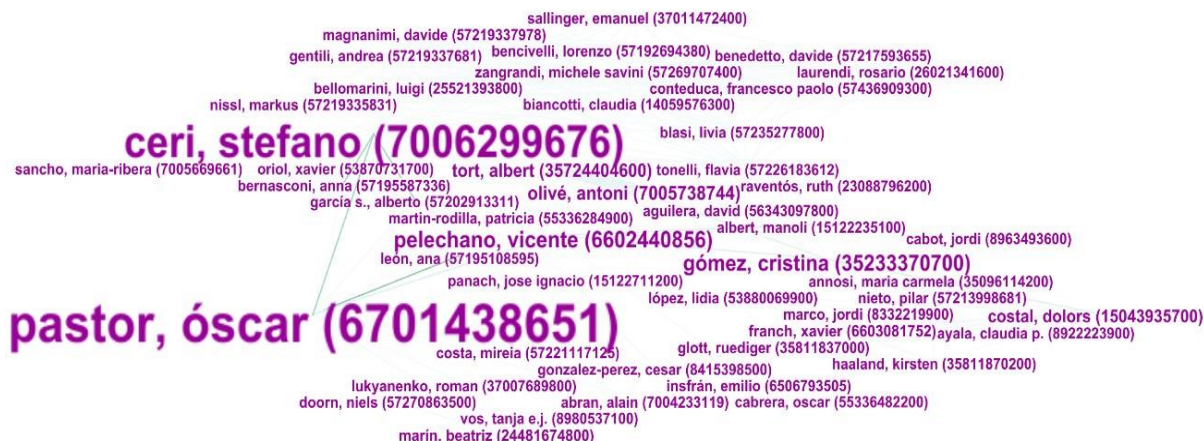 sallinger, emanuel (37011472400)
magnanimi, davide (57219337978)
gentili, andrea (57219337681) bencivelli, lorenzo (57192694380) benedetto, davide (57217593655)
zangrandi, michele savini (57269707400) laurendi, rosario (26021341600)
bellomarini, luigi (25521393800) conteduca, francesco paolo (57436909300)
nissl, markus (57219335831) biancotti, claudia (14059576300)
ceri, stefano (7006299676) blasi, livia (57235277800)
sancho, maria-ribera (7005669661) oriol, xavier (53870731700) tort, albert (35724404600) tonelli, flavia (57226183612)
bernasconi, anna (57195587336) olivé, antoni (7005738744) raventós, ruth (23088796200)
garcía s., alberto (57202913311) aguilera, david (56343097800)
martin-rodilla, patricia (55336284900) albert, manoli (15122235100)
pelechano, vicente (6602440856) cabot, jordi (8963493600)
león, ana (57195108595) gómez, cristina (35233370700)
panach, jose ignacio (15122711200) annosi, maria carmela (35096114200)
lópez, lidia (53880069900) nieto, pilar (57213998681)
pastor, óscar (6701438651) marco, jordi (8332219900) costal, dolors (15043935700)
franch, xavier (6603081752) ayala, claudia p. (8922223900)
costa, mireia (57221117125) glott, ruediger (35811837000)
gonzalez-perez, cesar (8415398500) haaland, kirsten (35811870200)
lukyanenko, roman (37007689800) insfrán, emilio (6506793505)
doorn, niels (57270863500) abran, alain (7004233119) cabrera, oscar (55336482200)
vos, tanja e.j. (8980537100)
marín, beatriz (24481674800)